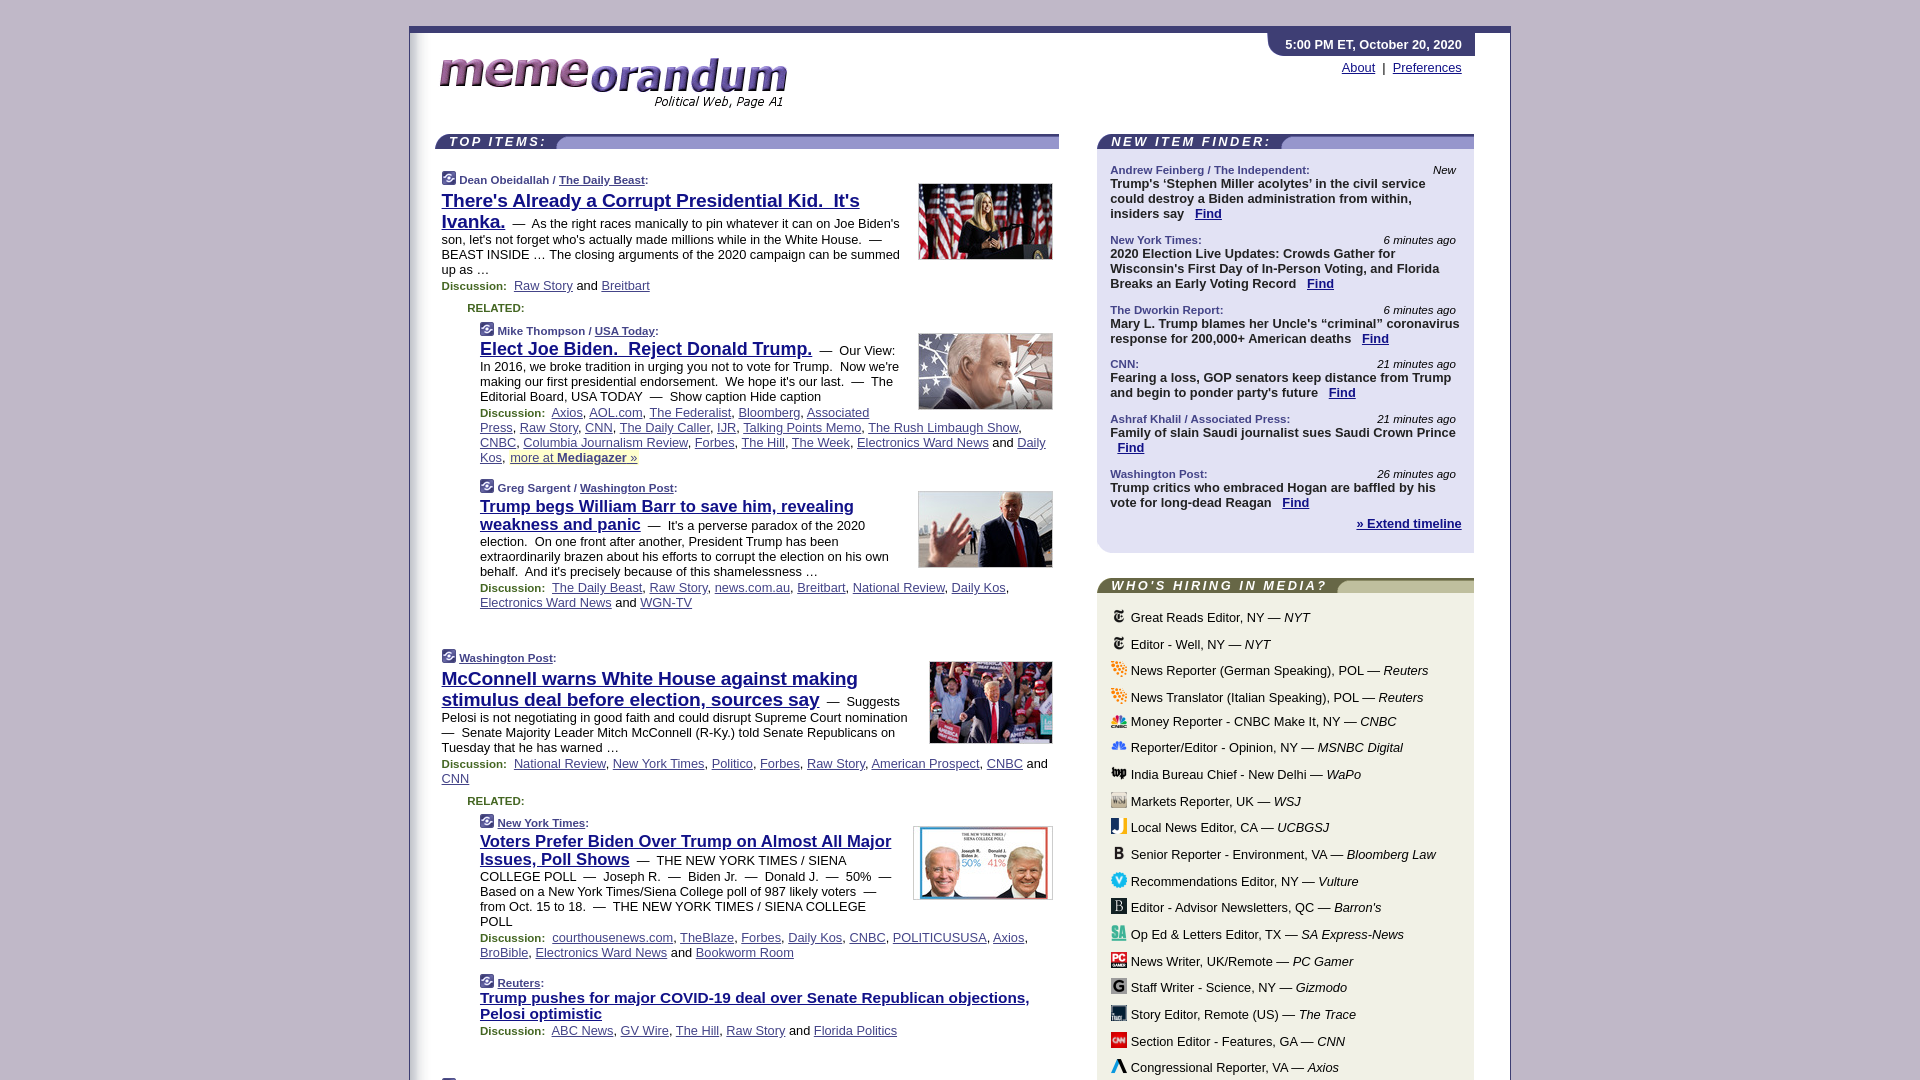 5:00 PM ET, October 20, 2020
About | Preferences
memeorandum
Political Web, Page A1
TOP ITEMS:
Dean Obeidallah / The Daily Beast:
There's Already a Corrupt Presidential Kid.  It's
Ivanka.  —  As the right races manically to pin whatever it can on Joe Biden's
son, let's not forget who's actually made millions while in the White House.  —
BEAST INSIDE … The closing arguments of the 2020 campaign can be summed
up as …
Discussion:  Raw Story and Breitbart
RELATED:
Mike Thompson / USA Today:
Elect Joe Biden.  Reject Donald Trump.  —  Our View:
In 2016, we broke tradition in urging you not to vote for Trump.  Now we're
making our first presidential endorsement.  We hope it's our last.  —  The
Editorial Board, USA TODAY  —  Show caption Hide caption
Discussion:  Axios, AOL.com, The Federalist, Bloomberg, Associated
Press, Raw Story, CNN, The Daily Caller, IJR, Talking Points Memo, The Rush Limbaugh Show,
CNBC, Columbia Journalism Review, Forbes, The Hill, The Week, Electronics Ward News and Daily
Kos, more at Mediagazer »
Greg Sargent / Washington Post:
Trump begs William Barr to save him, revealing
weakness and panic  —  It's a perverse paradox of the 2020
election.  On one front after another, President Trump has been
extraordinarily brazen about his efforts to corrupt the election on his own
behalf.  And it's precisely because of this shamelessness …
Discussion:  The Daily Beast, Raw Story, news.com.au, Breitbart, National Review, Daily Kos,
Electronics Ward News and WGN-TV
Washington Post:
McConnell warns White House against making
stimulus deal before election, sources say  —  Suggests
Pelosi is not negotiating in good faith and could disrupt Supreme Court nomination
—  Senate Majority Leader Mitch McConnell (R-Ky.) told Senate Republicans on
Tuesday that he has warned …
Discussion:  National Review, New York Times, Politico, Forbes, Raw Story, American Prospect, CNBC and
CNN
RELATED:
New York Times:
Voters Prefer Biden Over Trump on Almost All Major
Issues, Poll Shows  —  THE NEW YORK TIMES / SIENA
COLLEGE POLL  —  Joseph R.  —  Biden Jr.  —  Donald J.  —  50%  —
Based on a New York Times/Siena College poll of 987 likely voters  —
from Oct. 15 to 18.  —  THE NEW YORK TIMES / SIENA COLLEGE
POLL
THE NEW YORK TIMES /
SIENA COLLEGE POLL
Joseph R. Biden Jr.
50%
Donald J. Trump
41%
Discussion:  courthousenews.com, TheBlaze, Forbes, Daily Kos, CNBC, POLITICUSUSA, Axios,
BroBible, Electronics Ward News and Bookworm Room
Reuters:
Trump pushes for major COVID-19 deal over Senate Republican objections,
Pelosi optimistic
Discussion:  ABC News, GV Wire, The Hill, Raw Story and Florida Politics
NEW ITEM FINDER:
Andrew Feinberg / The Independent: New
Trump's ‘Stephen Miller acolytes’ in the civil service
could destroy a Biden administration from within,
insiders say   Find
New York Times: 6 minutes ago
2020 Election Live Updates: Crowds Gather for
Wisconsin's First Day of In-Person Voting, and Florida
Breaks an Early Voting Record   Find
The Dworkin Report: 6 minutes ago
Mary L. Trump blames her Uncle's “criminal” coronavirus
response for 200,000+ American deaths   Find
CNN: 21 minutes ago
Fearing a loss, GOP senators keep distance from Trump
and begin to ponder party's future   Find
Ashraf Khalil / Associated Press: 21 minutes ago
Family of slain Saudi journalist sues Saudi Crown Prince
Find
Washington Post: 26 minutes ago
Trump critics who embraced Hogan are baffled by his
vote for long-dead Reagan   Find
» Extend timeline
WHO'S HIRING IN MEDIA?
Great Reads Editor, NY — NYT
Editor - Well, NY — NYT
News Reporter (German Speaking), POL — Reuters
News Translator (Italian Speaking), POL — Reuters
Money Reporter - CNBC Make It, NY — CNBC
Reporter/Editor - Opinion, NY — MSNBC Digital
India Bureau Chief - New Delhi — WaPo
Markets Reporter, UK — WSJ
Local News Editor, CA — UCBGSJ
Senior Reporter - Environment, VA — Bloomberg Law
Recommendations Editor, NY — Vulture
Editor - Advisor Newsletters, QC — Barron's
Op Ed & Letters Editor, TX — SA Express-News
News Writer, UK/Remote — PC Gamer
Staff Writer - Science, NY — Gizmodo
Story Editor, Remote (US) — The Trace
Section Editor - Features, GA — CNN
Congressional Reporter, VA — Axios